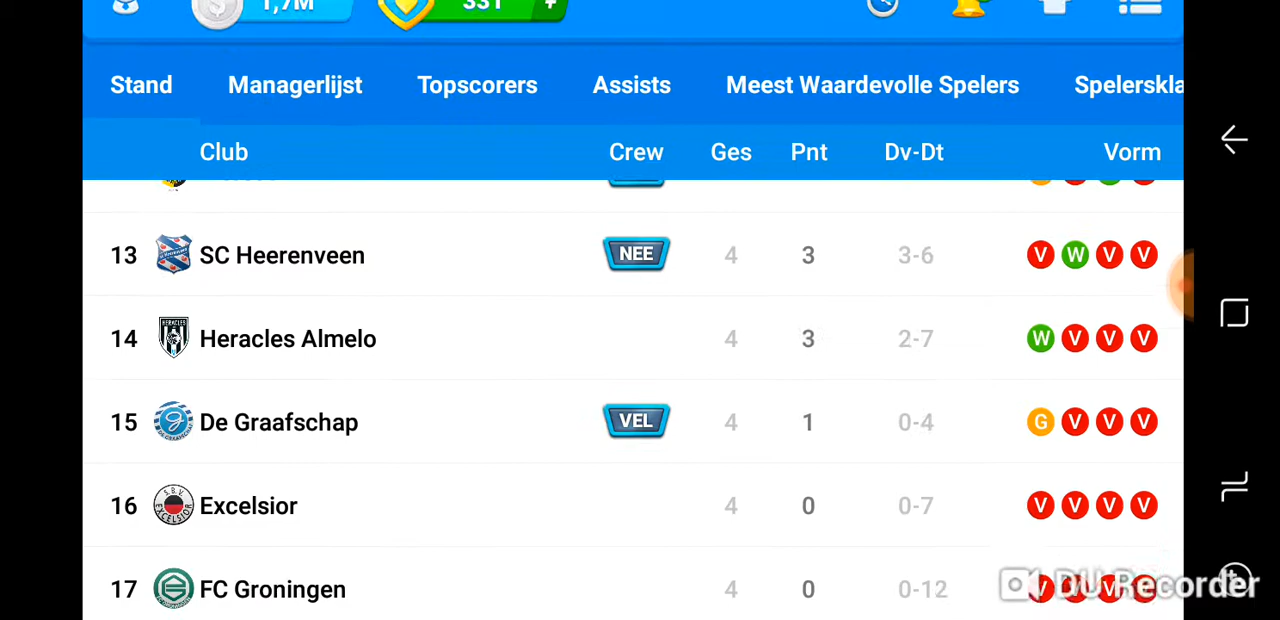 1,7M 331 +
Stand Managerlijst Topscorers Assists Meest Waardevolle Spelers Spelerskla
Club Crew Ges Pnt Dv-Dt Vorm
13 SC Heerenveen NEE 4 3 3-6 V W V V
14 Heracles Almelo 4 3 2-7 W V V V
15 De Graafschap VEL 4 1 0-4 G V V V
16 S.B.V. EXCELSIOR Excelsior 4 0 0-7 V V V V
17 FC Groningen 4 0 0-12 V V V V
DU Recorder